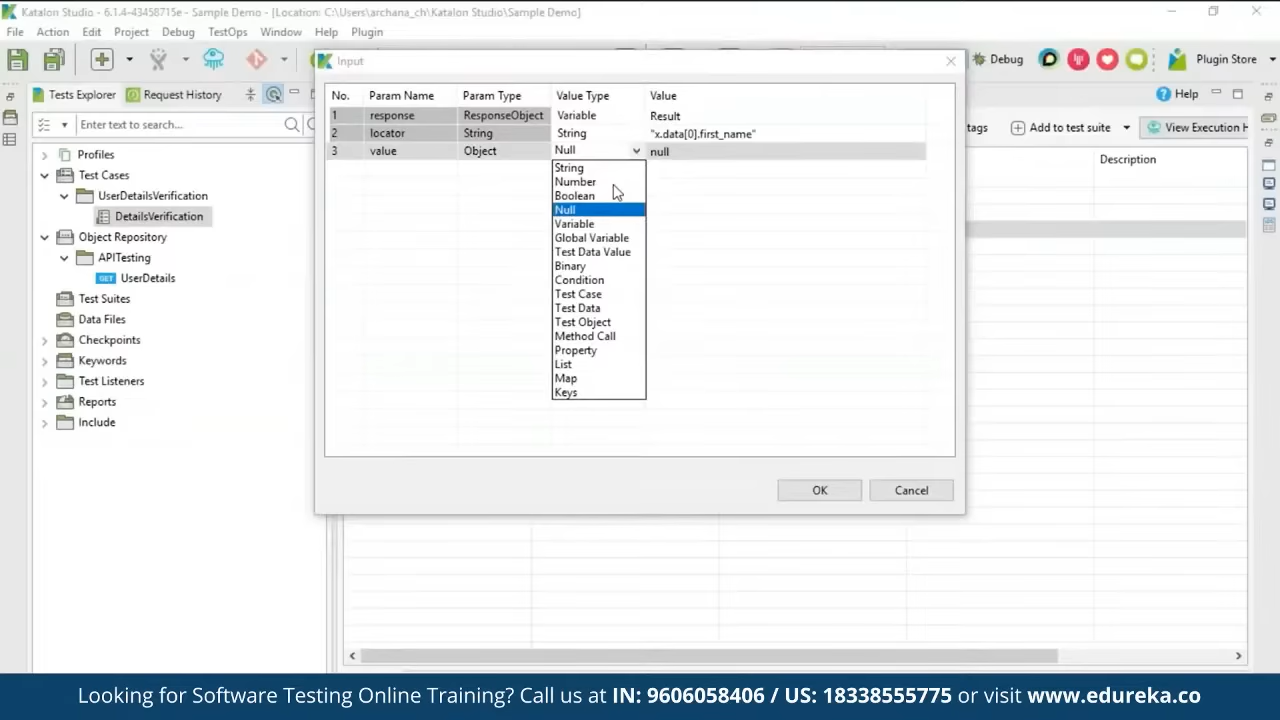 Katalon Studio - 6.1.4-43458715e - Sample Demo - [Location: C:\Users\archana_ch\Katalon Studio\Sample Demo]
File Action Edit Project Debug TestOps Window Help Plugin
Debug Plugin Store
Input
Tests Explorer Request History
Help
Enter text to search...
tags Add to test suite View Execution H
No. Param Name Param Type Value Type Value
1 response ResponseObject Variable Result
2 locator String String "x.data[0].first_name"
3 value Object Null null
Description
String
Number
Boolean
Null
Variable
Global Variable
Test Data Value
Binary
Condition
Test Case
Test Data
Test Object
Method Call
Property
List
Map
Keys
Profiles
Test Cases
UserDetailsVerification
DetailsVerification
Object Repository
APITesting
GET UserDetails
Test Suites
Data Files
Checkpoints
Keywords
Test Listeners
Reports
Include
OK Cancel
Looking for Software Testing Online Training? Call us at IN: 9606058406 / US: 18338555775 or visit www.edureka.co